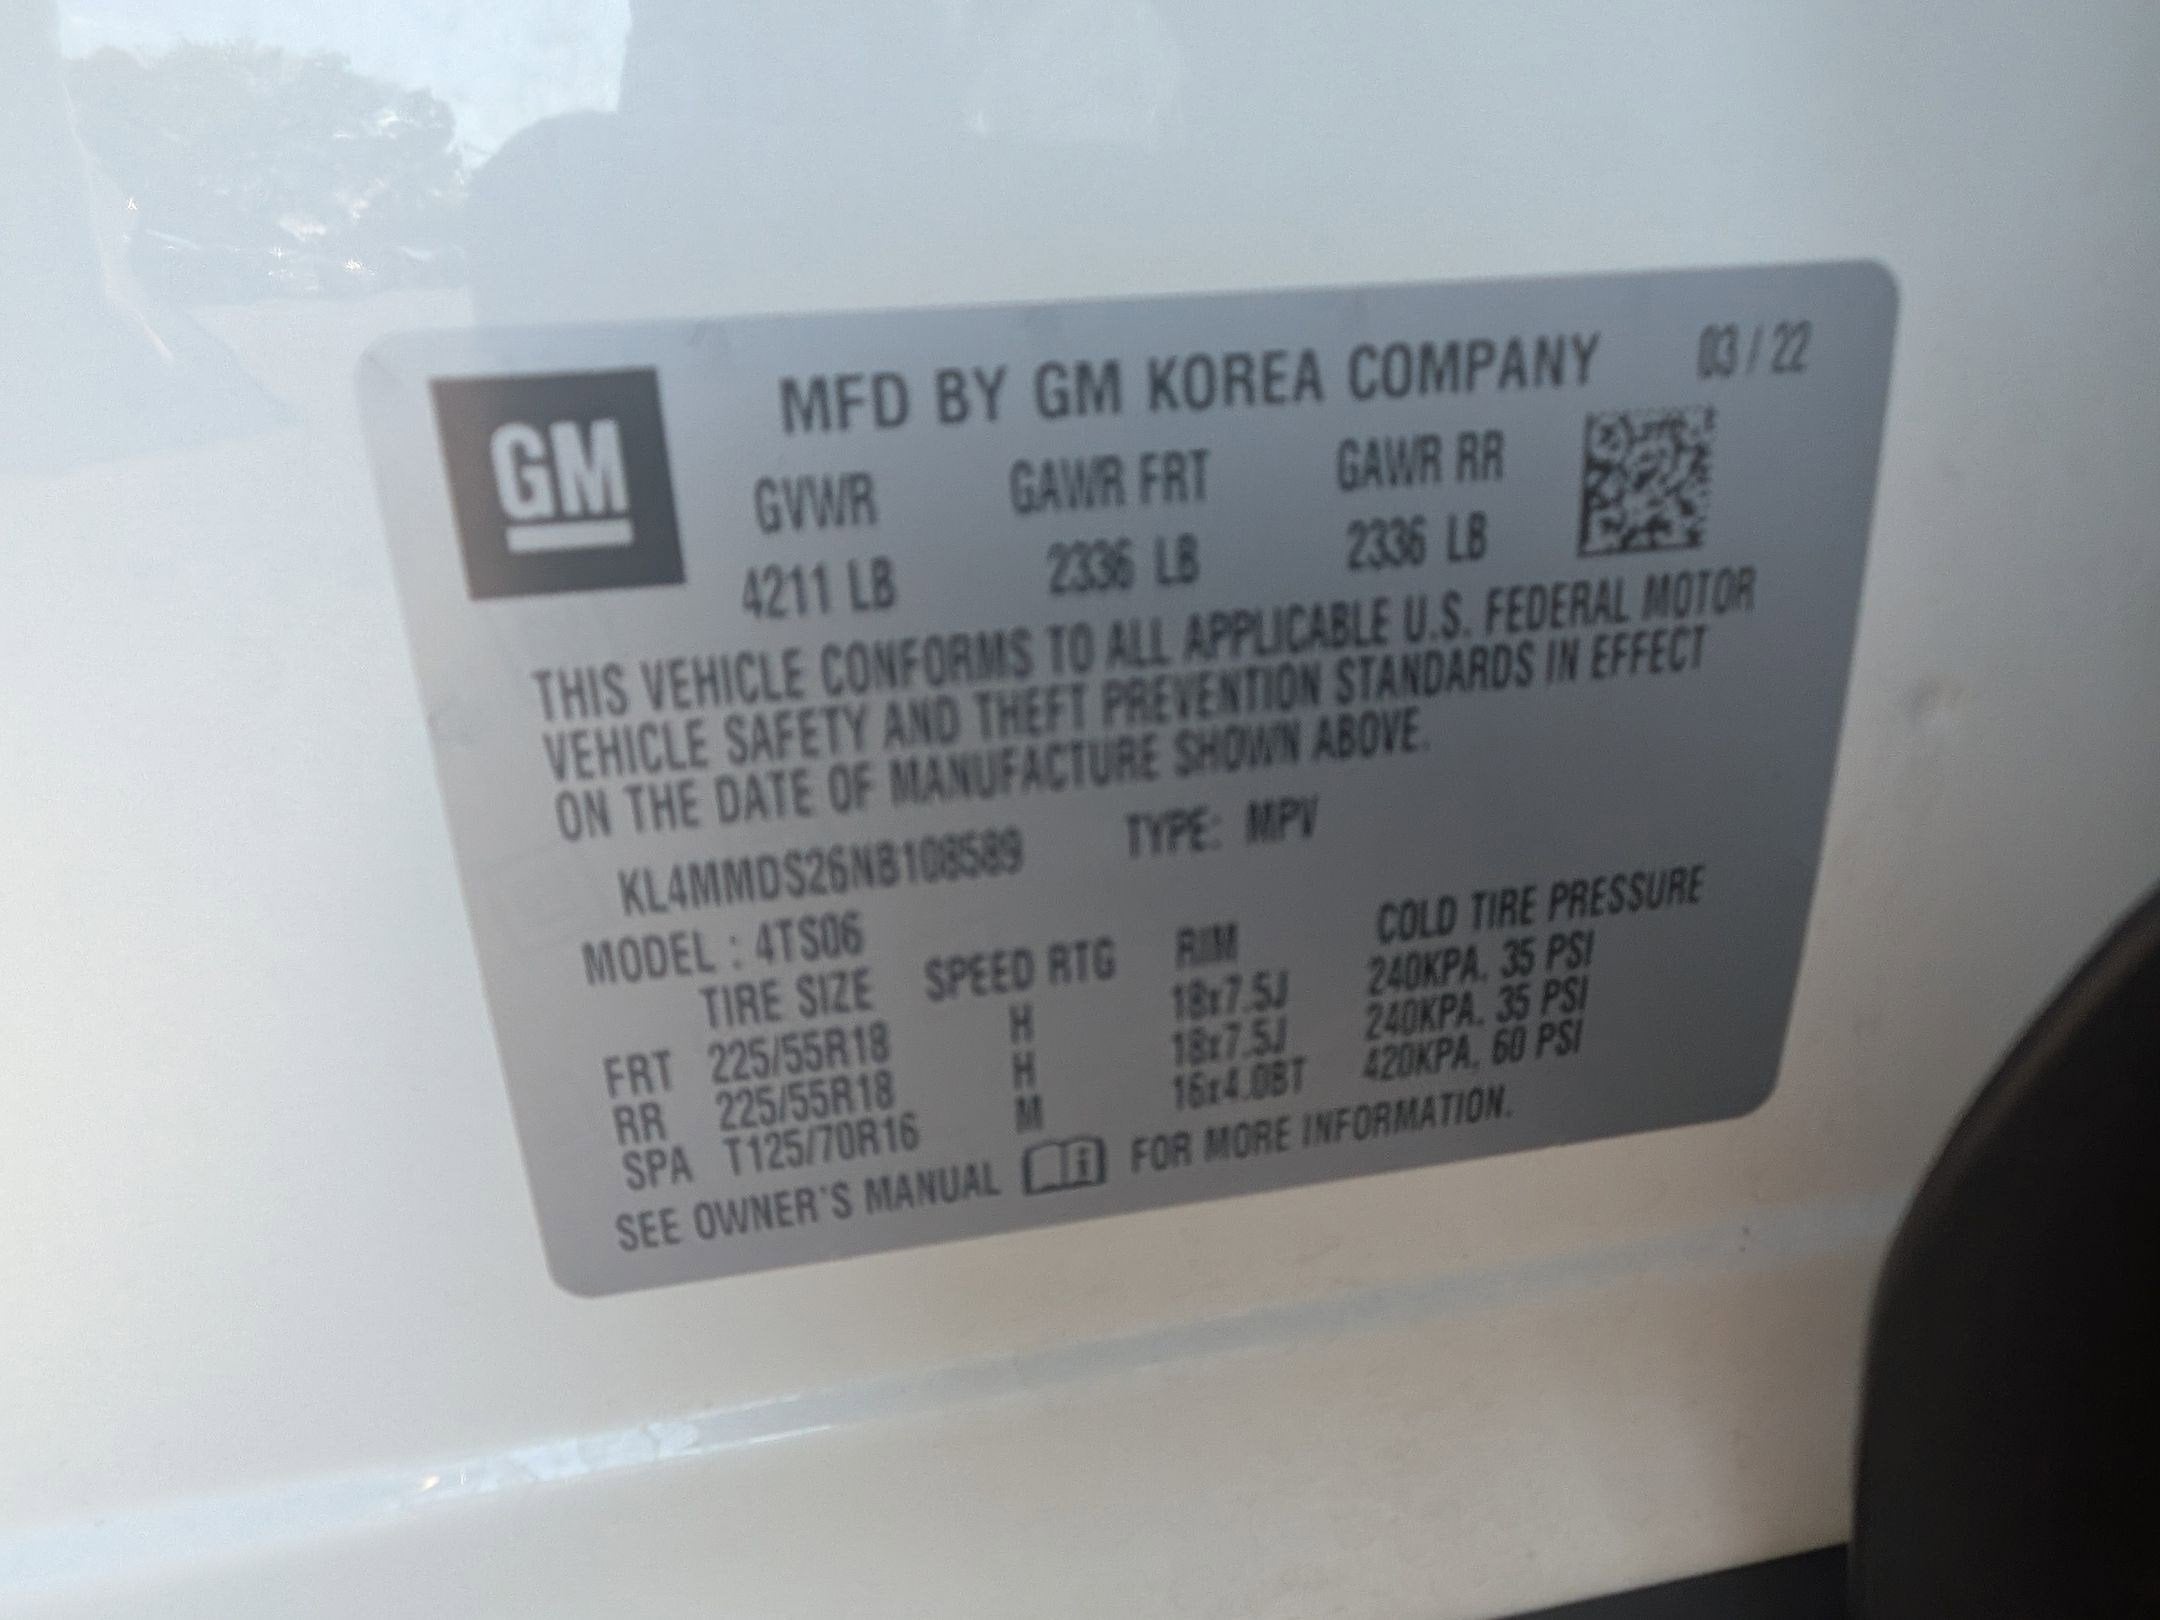 GM
MFD BY GM KOREA COMPANY 03/22
GVWR GAWR FRT GAWR RR
4211 LB 2336 LB 2336 LB
THIS VEHICLE CONFORMS TO ALL APPLICABLE U.S. FEDERAL MOTOR
VEHICLE SAFETY AND THEFT PREVENTION STANDARDS IN EFFECT
ON THE DATE OF MANUFACTURE SHOWN ABOVE.
KL4MMDS26NB108589 TYPE: MPV
MODEL : 4TS06
TIRE SIZE SPEED RTG RIM COLD TIRE PRESSURE
FRT 225/55R18 H 18x7.5J 240KPA, 35 PSI
RR 225/55R18 H 18x7.5J 240KPA, 35 PSI
SPA T125/70R16 M 16x4.0BT 420KPA, 60 PSI
SEE OWNER'S MANUAL FOR MORE INFORMATION.